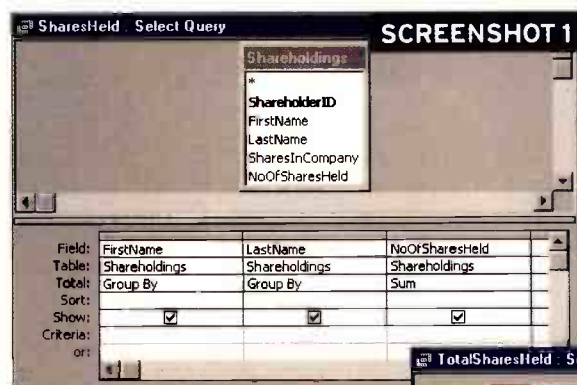 SharesHeld : Select Query
SCREENSHOT 1
Shareholdings
*
ShareholderID
FirstName
LastName
SharesInCompany
NoOfSharesHeld
Field: FirstName LastName NoOfSharesHeld
Table: Shareholdings Shareholdings Shareholdings
Total: Group By Group By Sum
Sort:
Show:
Criteria:
or:
TotalSharesHeld : S